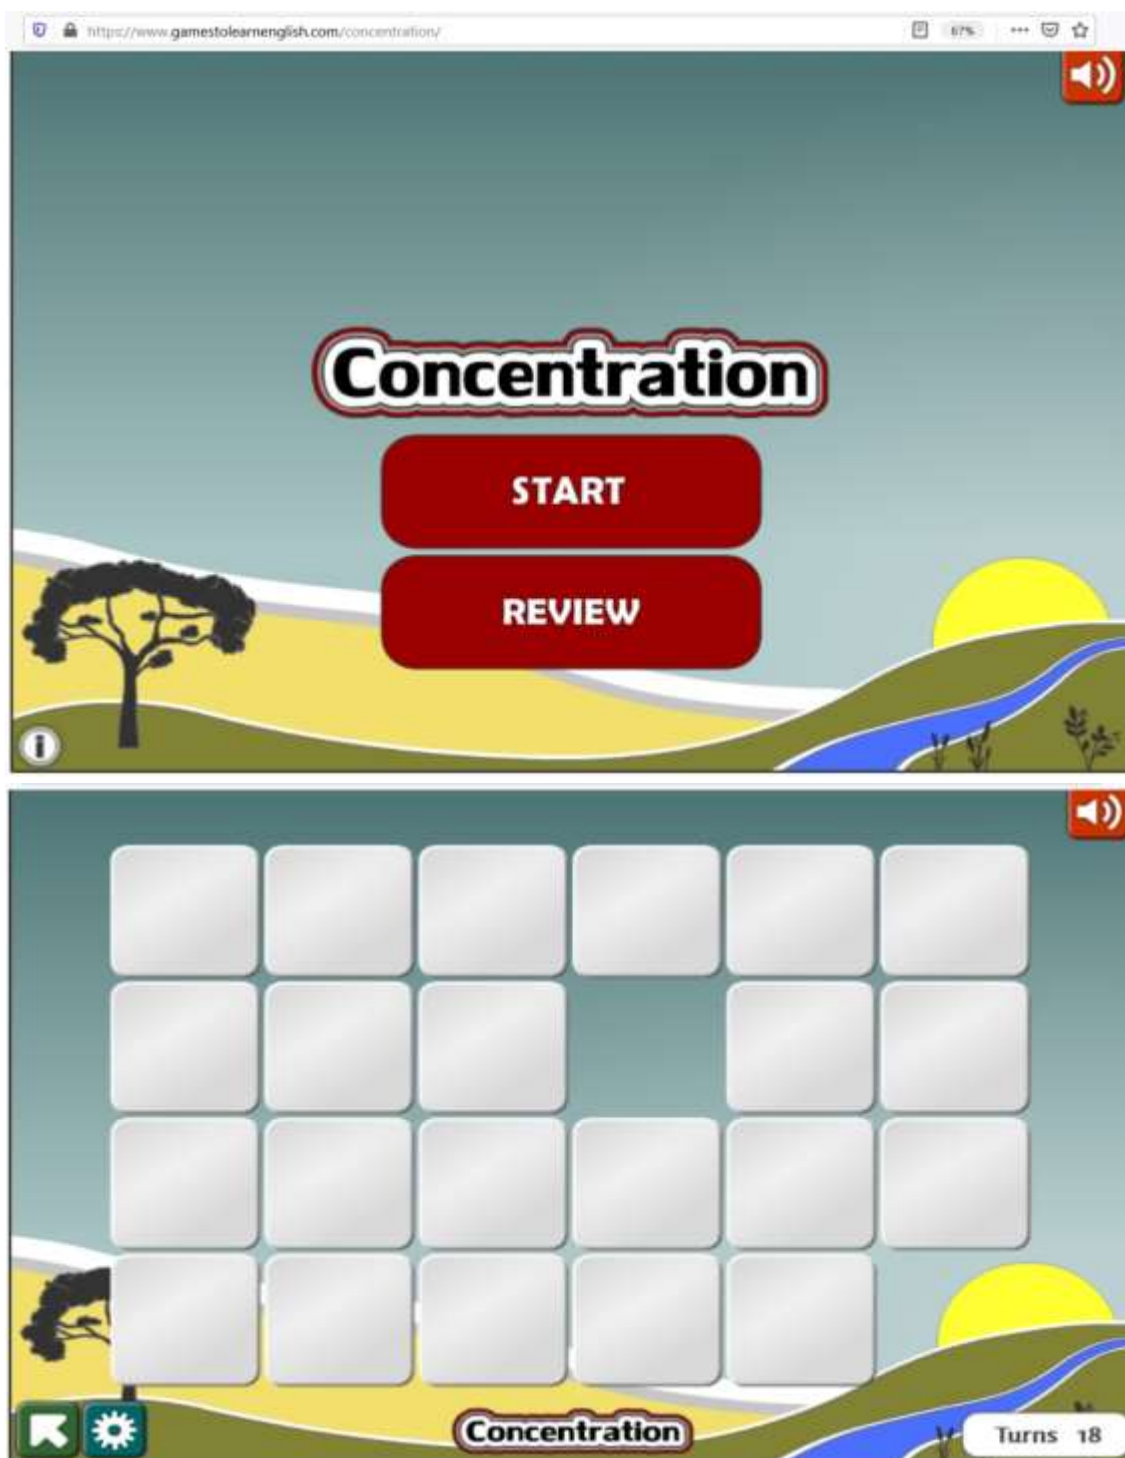 https://www.gamestolearnenglish.com/concentration/
67%
Concentration
START
REVIEW
i
Concentration
Turns 18